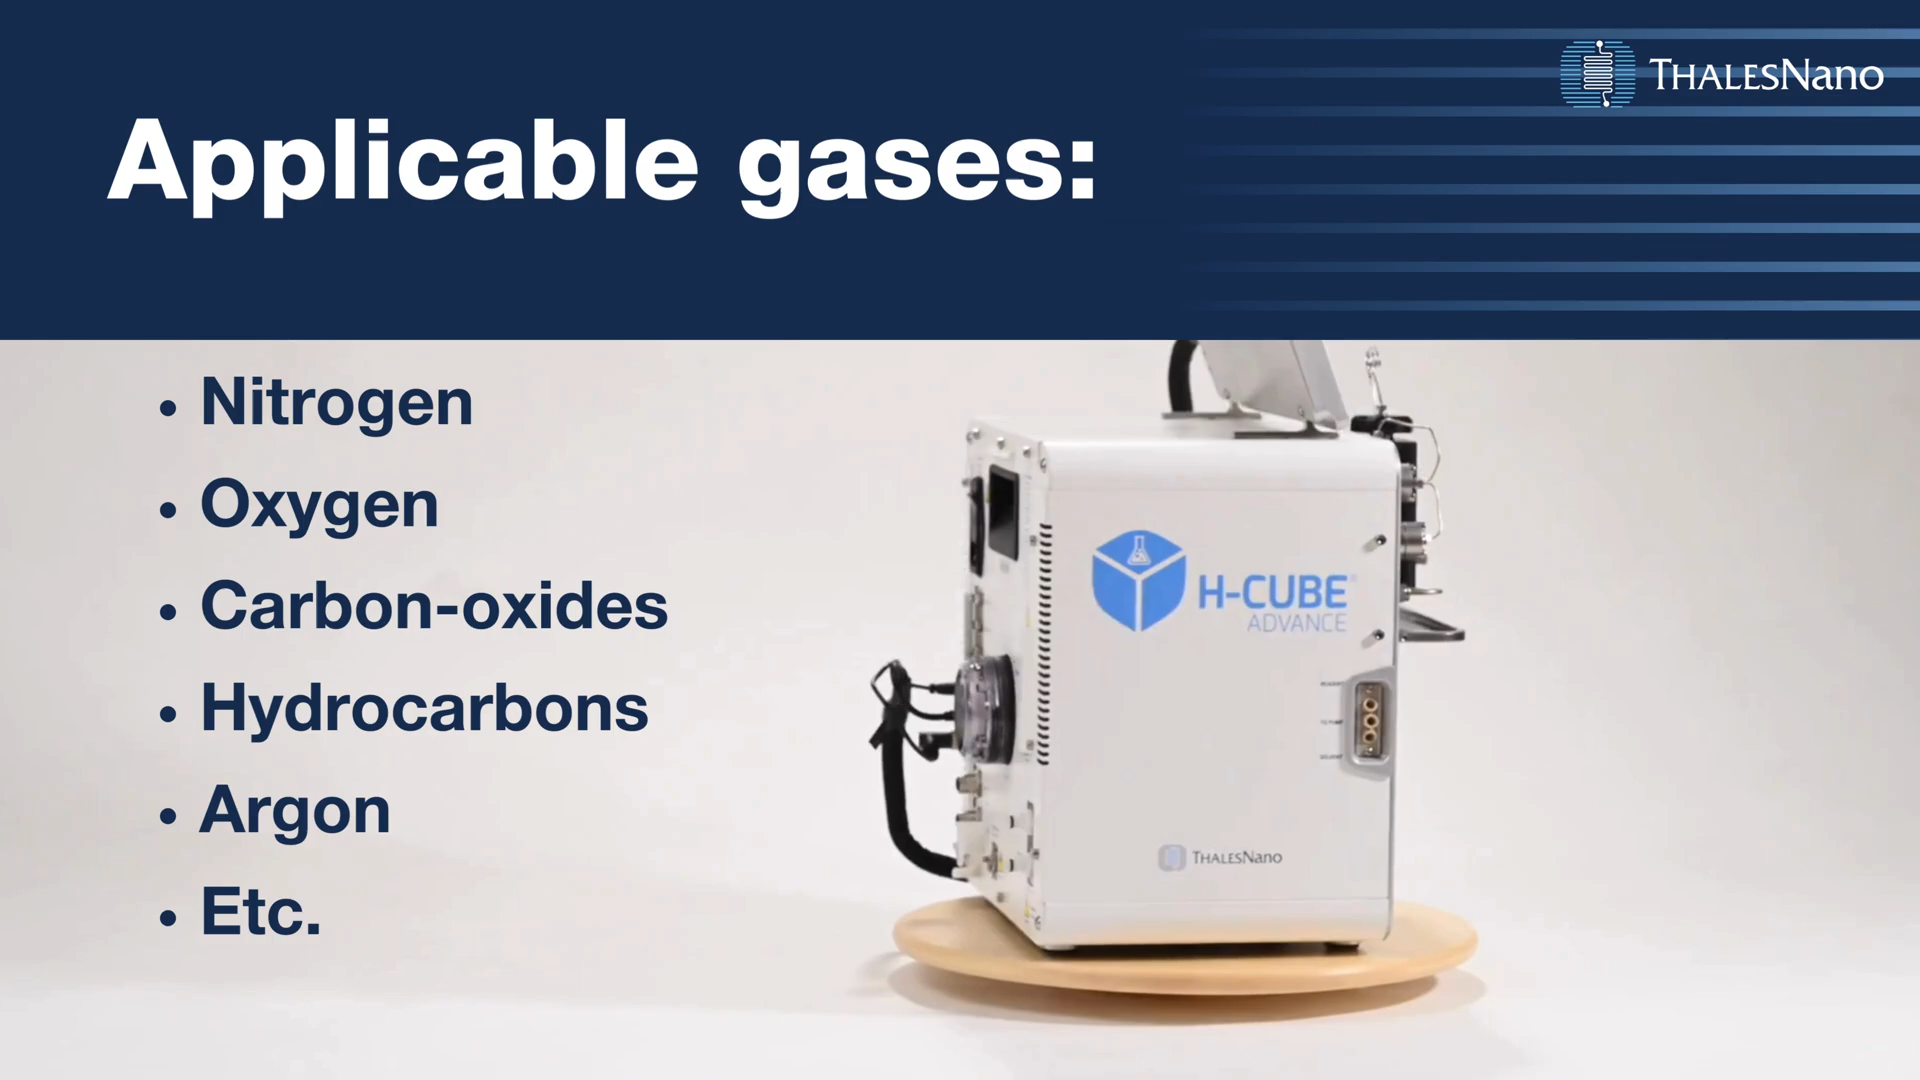 THALESNano
Applicable gases:
• Nitrogen
• Oxygen
• Carbon-oxides
• Hydrocarbons
• Argon
• Etc.
H-CUBE®
ADVANCE
THALESNano